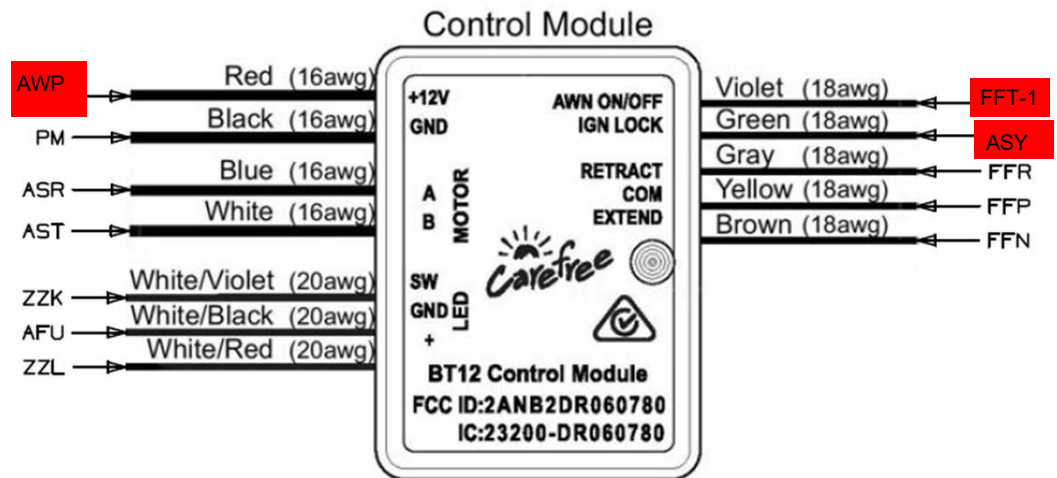 Control Module
AWP Red (16awg)
PM Black (16awg)
ASR Blue (16awg)
AST White (16awg)
ZZK White/Violet (20awg)
AFU White/Black (20awg)
ZZL White/Red (20awg)
+12V
GND
A
B
MOTOR
SW
GND
+
LED
AWN ON/OFF
IGN LOCK
RETRACT
COM
EXTEND
Carefree
BT12 Control Module
FCC ID:2ANB2DR060780
IC:23200-DR060780
Violet (18awg) FFT-1
Green (18awg) ASY
Gray (18awg) FFR
Yellow (18awg) FFP
Brown (18awg) FFN